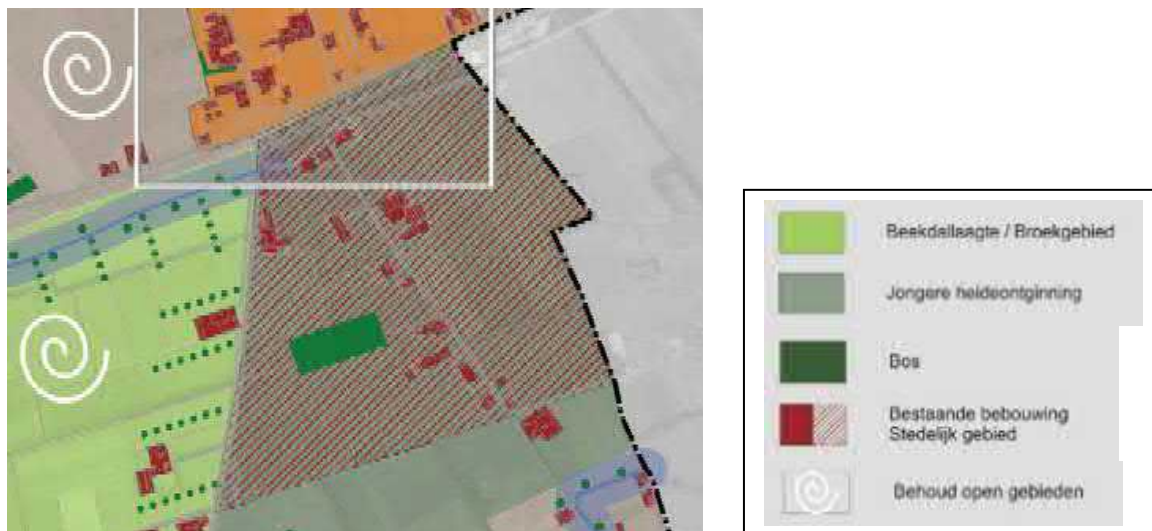 Beekdallaagte / Broekgebied
Jongere heideontginning
Bos
Bestaande bebouwing
Stedelijk gebied
Behoud open gebieden